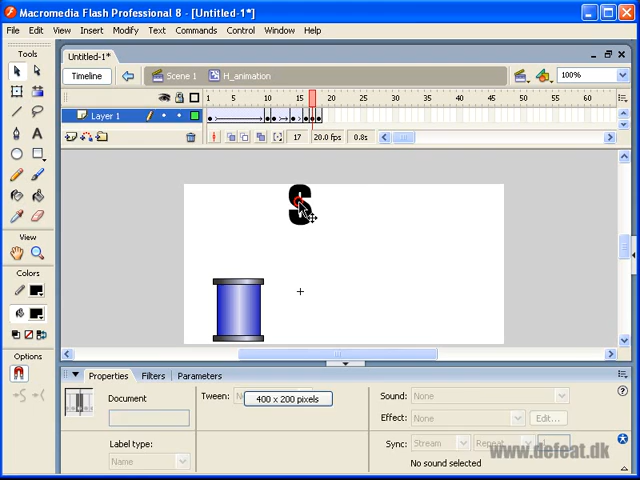 Macromedia Flash Professional 8 - [Untitled-1*]
File Edit View Insert Modify Text Commands Control Window Help
Tools
Untitled-1*
Timeline
Scene 1
H_animation
100%
1 5 10 15 20 25 30 35 40 45 50 55 60
Layer 1
17 20.0 fps 0.8s
View
Colors
Options
S
Properties Filters Parameters
Document
Tween:
400 x 200 pixels
Sound: None
Effect: None Edit...
Label type:
Name
Sync: Stream Repeat
No sound selected
www.defeat.dk